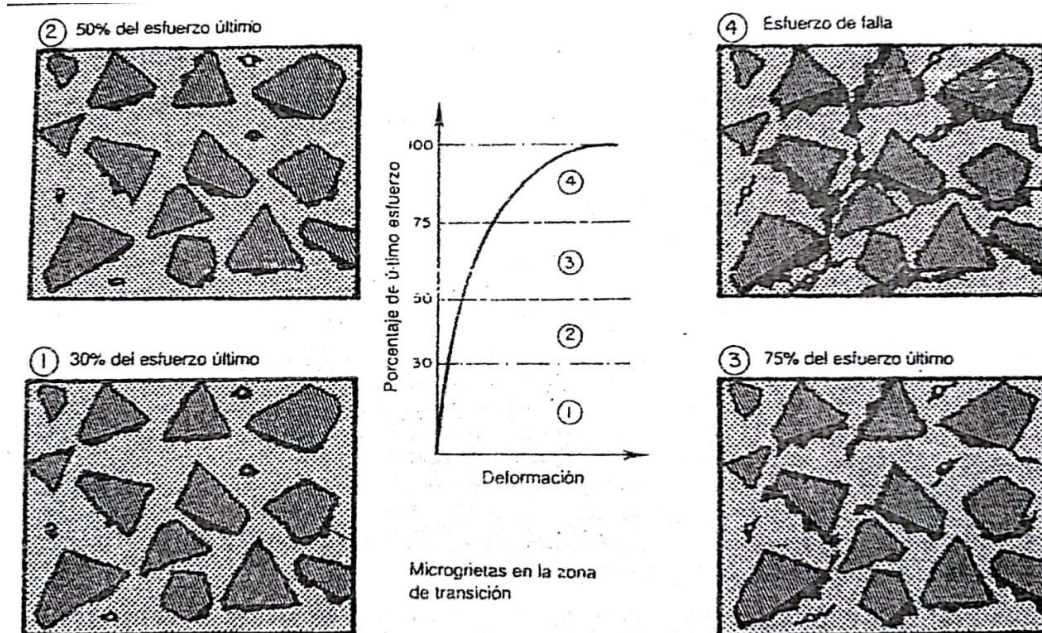 ② 50% del esfuerzo último
④ Esfuerzo de falla
Porcentaje de último esfuerzo
100
75
50
30
④
③
②
①
Deformación
① 30% del esfuerzo último
③ 75% del esfuerzo último
Microgrietas en la zona
de transición